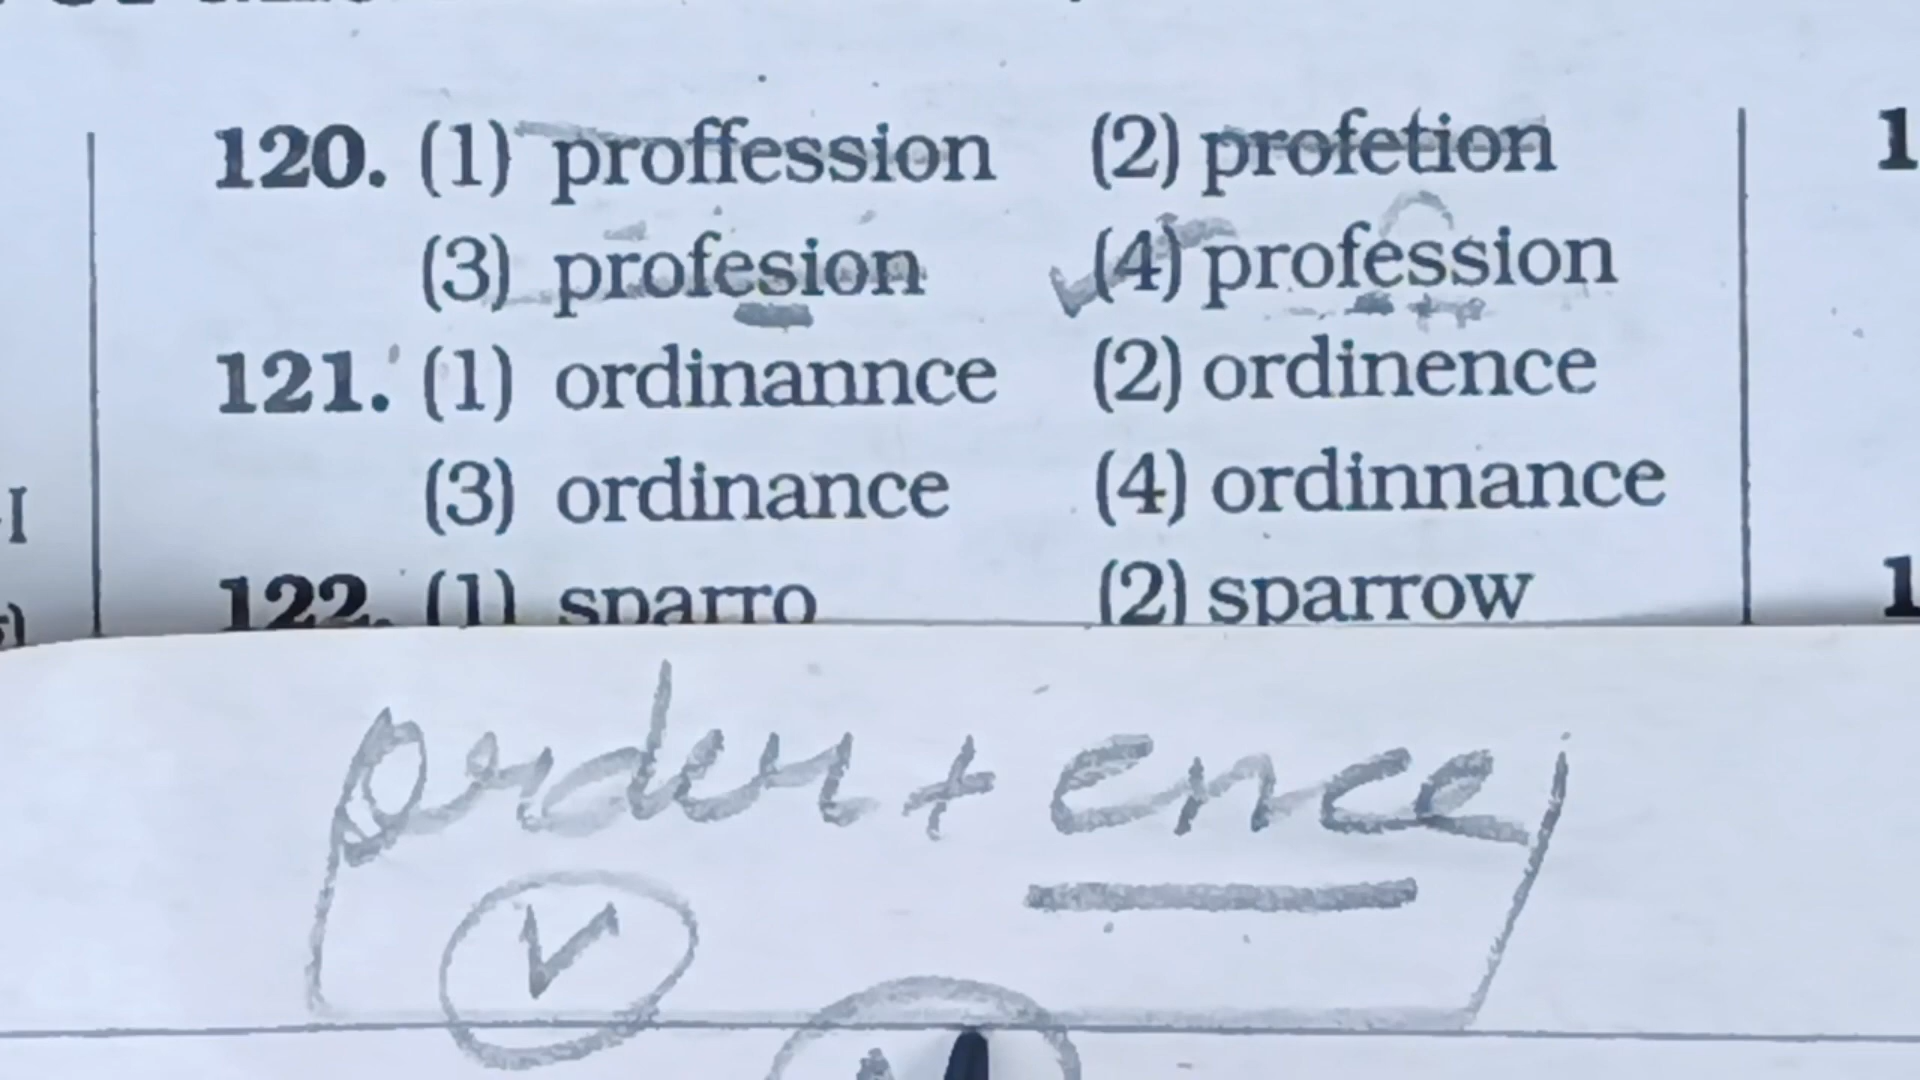 120. (1) proffession (2) profetion
(3) profesion (4) profession
121. (1) ordinannce (2) ordinence
(3) ordinance (4) ordinnance
122. (1) sparro (2) sparrow
order + ence